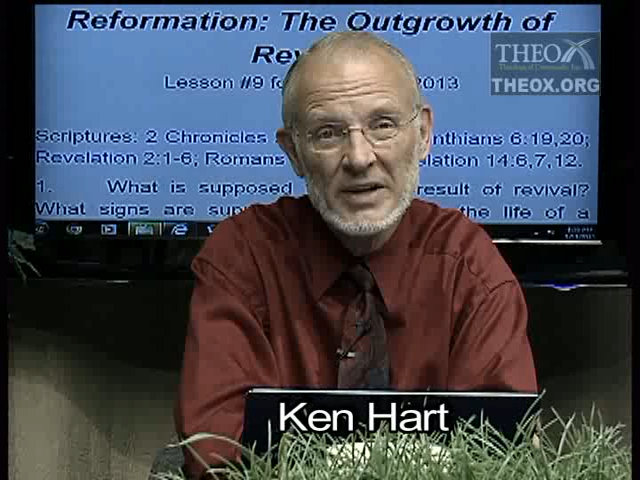 Reformation: The Outgrowth of
Rev
Lesson #9 fo 2013
THEOX
THEOX.ORG
Scriptures: 2 Chronicles inthians 6:19,20;
Revelation 2:1-6; Romans lation 14:6,7,12.
1. What is supposed result of revival?
What signs are sup the life of a
Ken Hart